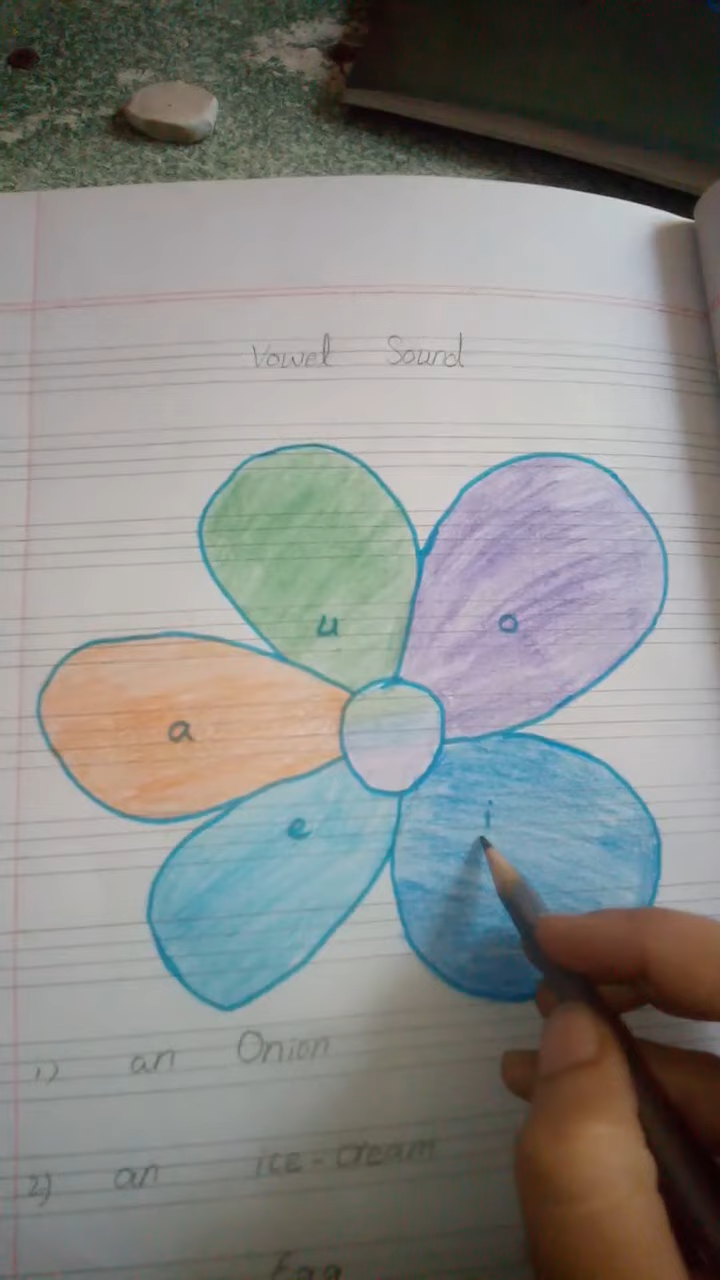 Vowel Sound
u o
a
e i
1) an Onion
2) an ice-cream
Egg